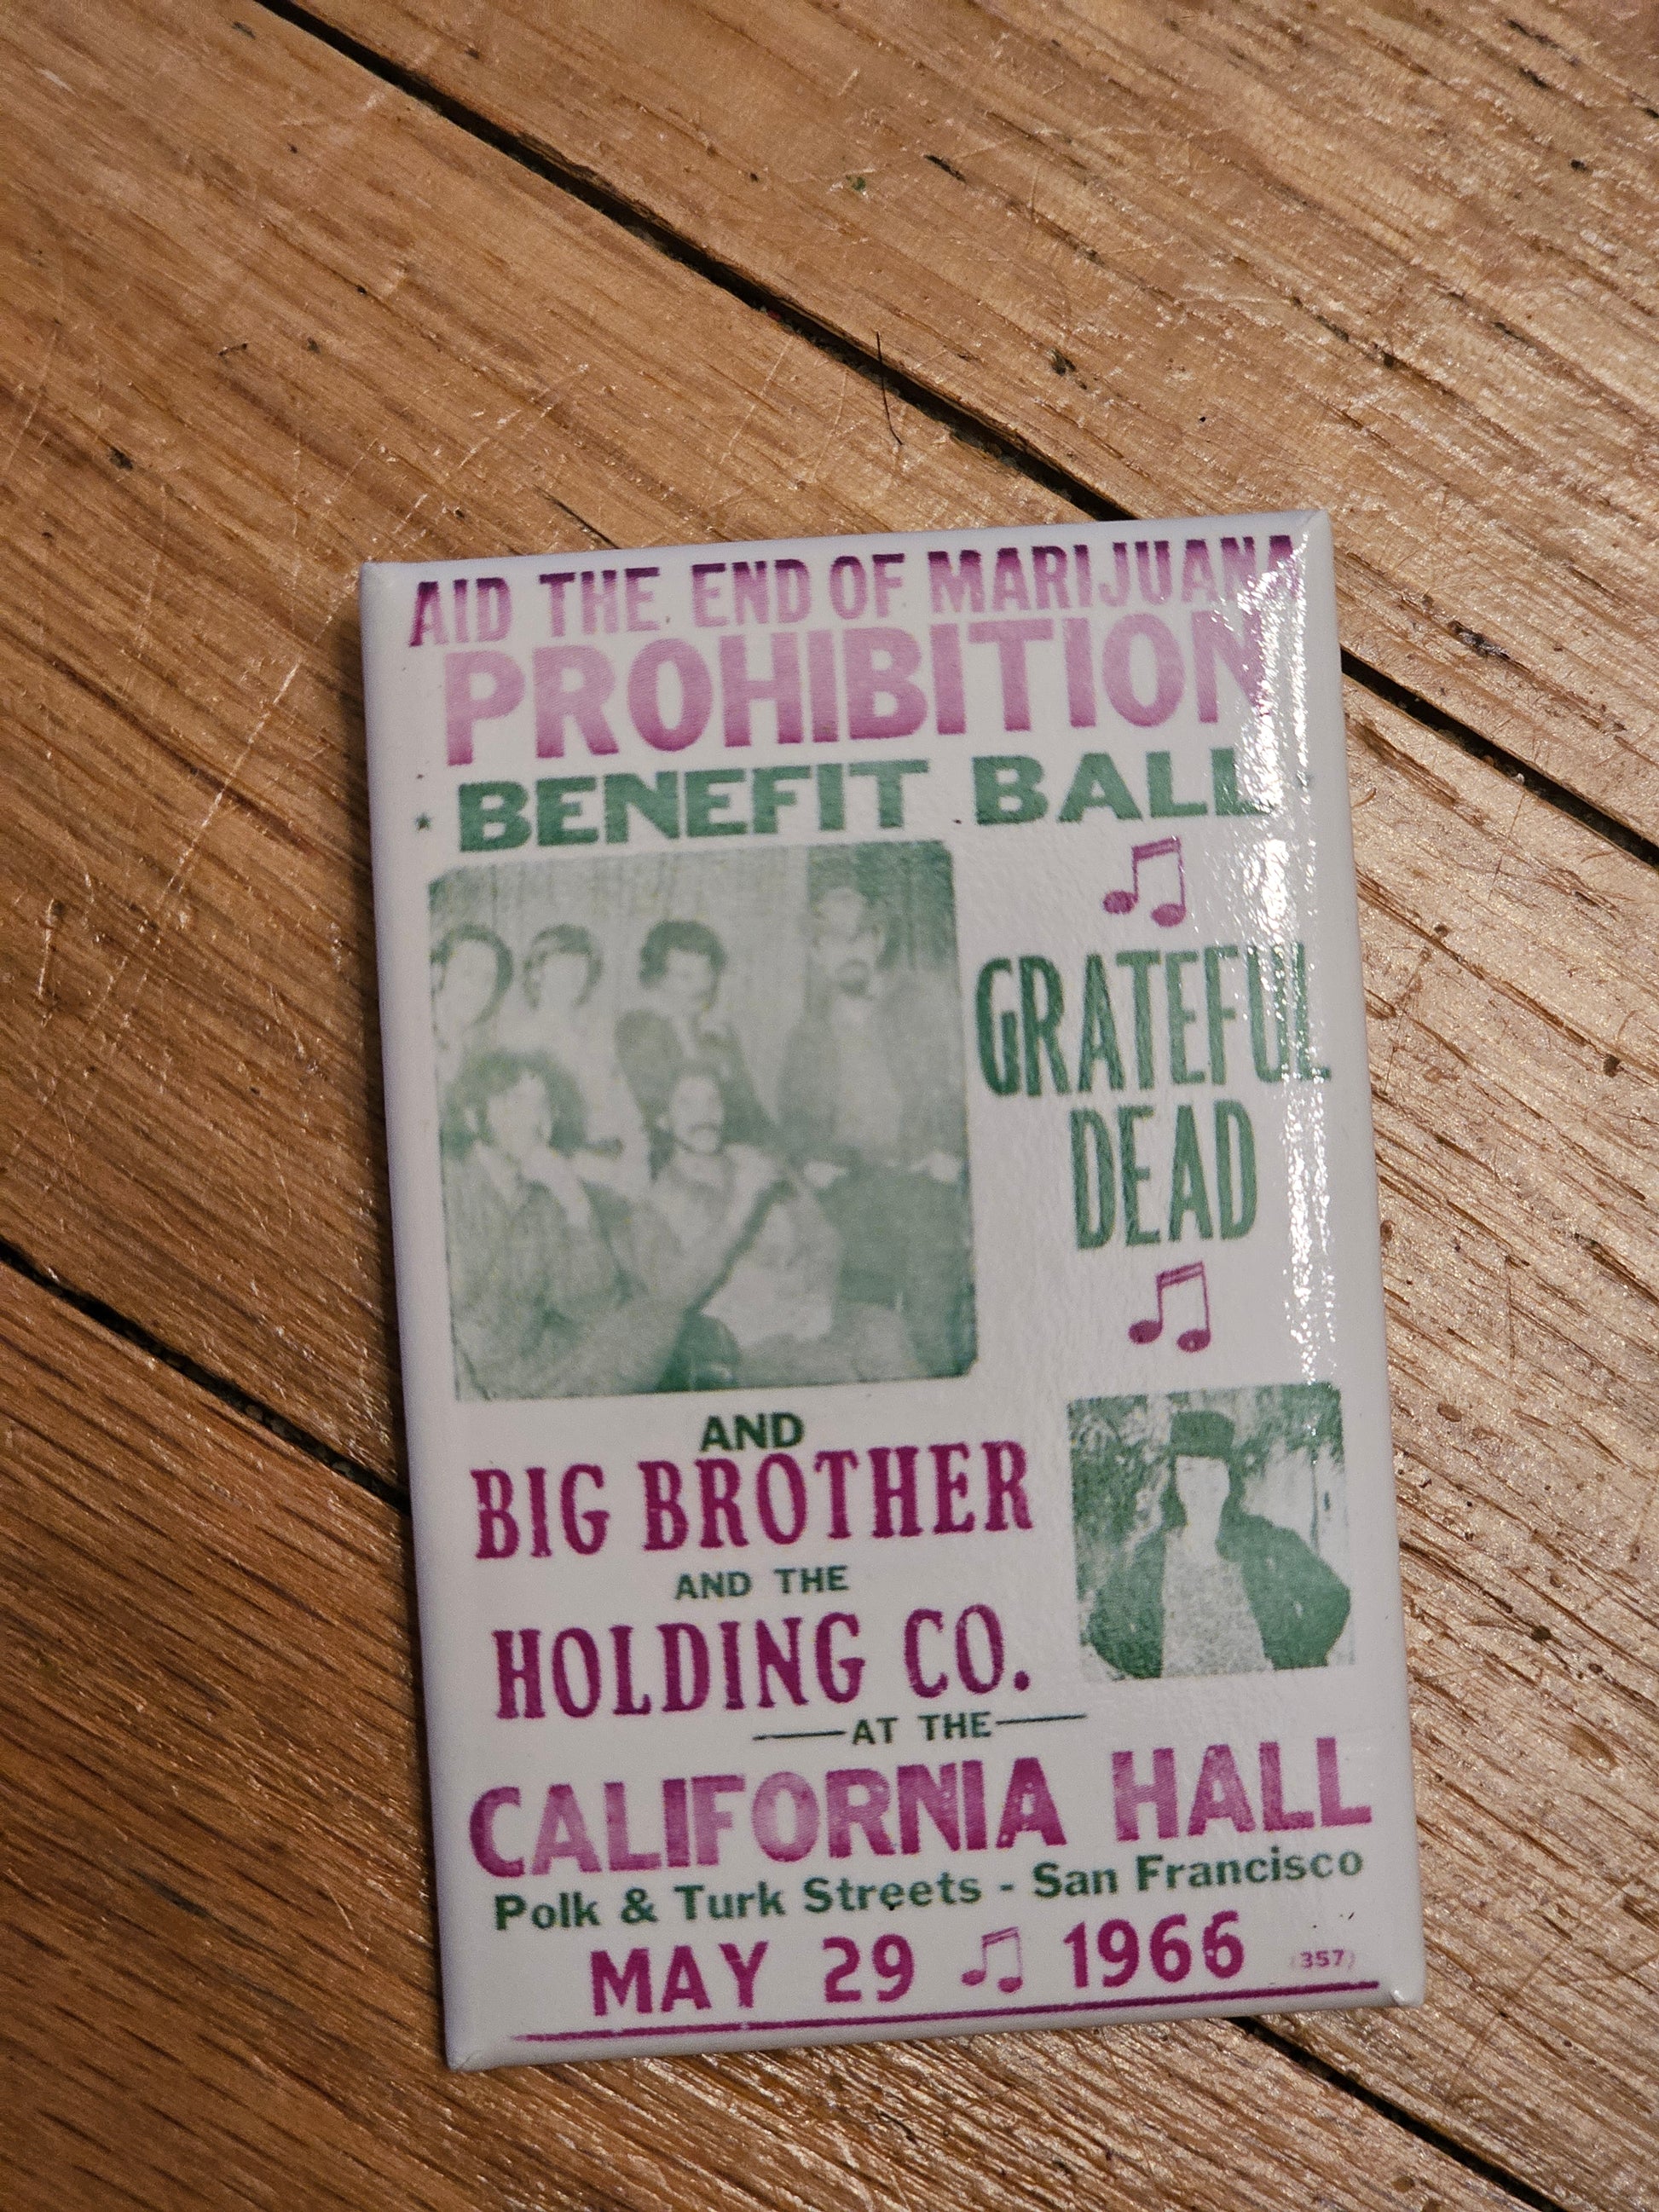 AID THE END OF MARIJUANA
PROHIBITION
BENEFIT BALL
GRATEFUL
DEAD
AND
BIG BROTHER
AND THE
HOLDING CO.
AT THE
CALIFORNIA HALL
Polk & Turk Streets - San Francisco
MAY 29 1966 (357)